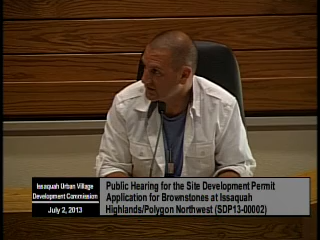 Issaquah Urban Village
Development Commission
July 2, 2013
Public Hearing for the Site Development Permit
Application for Brownstones at Issaquah
Highlands/Polygon Northwest (SDP13-00002)